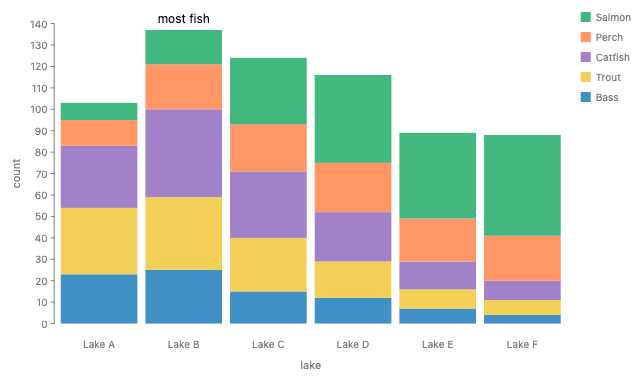 most fish
140
130
120
110
100
90
80
70
60
50
40
30
20
10
0
count
Lake A
Lake B
Lake C
Lake D
Lake E
Lake F
lake
Salmon
Perch
Catfish
Trout
Bass